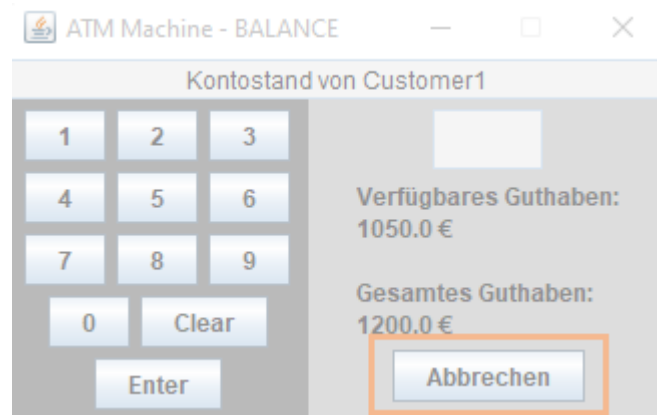 ATM Machine - BALANCE
Kontostand von Customer1
1 2 3
4 5 6
7 8 9
0 Clear
Enter
Verfügbares Guthaben:
1050.0 €
Gesamtes Guthaben:
1200.0 €
Abbrechen